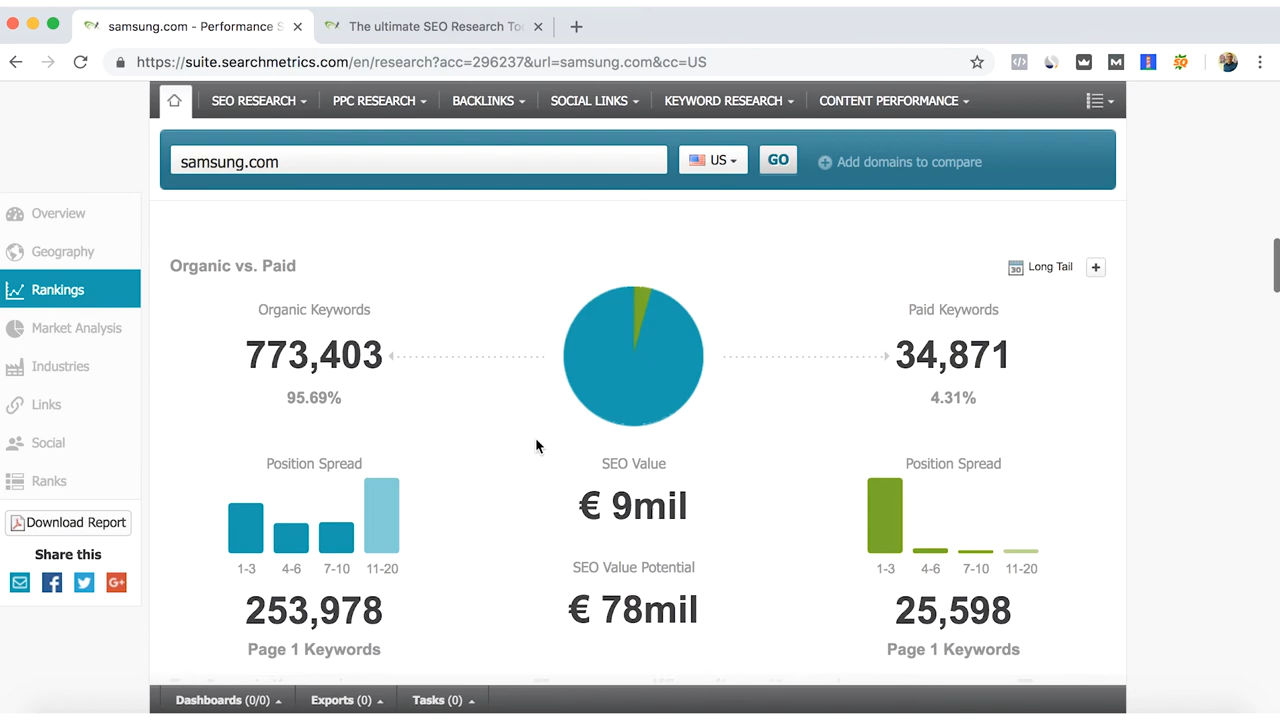 samsung.com - Performance S
The ultimate SEO Research Too
https://suite.searchmetrics.com/en/research?acc=296237&url=samsung.com&cc=US
SEO RESEARCH
PPC RESEARCH
BACKLINKS
SOCIAL LINKS
KEYWORD RESEARCH
CONTENT PERFORMANCE
samsung.com
US
GO
Add domains to compare
Overview
Geography
Rankings
Market Analysis
Industries
Links
Social
Ranks
Download Report
Share this
G+
Organic vs. Paid
30 Long Tail
Organic Keywords
773,403
95.69%
Paid Keywords
34,871
4.31%
Position Spread
1-3 4-6 7-10 11-20
253,978
Page 1 Keywords
SEO Value
€ 9mil
SEO Value Potential
€ 78mil
Position Spread
1-3 4-6 7-10 11-20
25,598
Page 1 Keywords
Dashboards (0/0)
Exports (0)
Tasks (0)